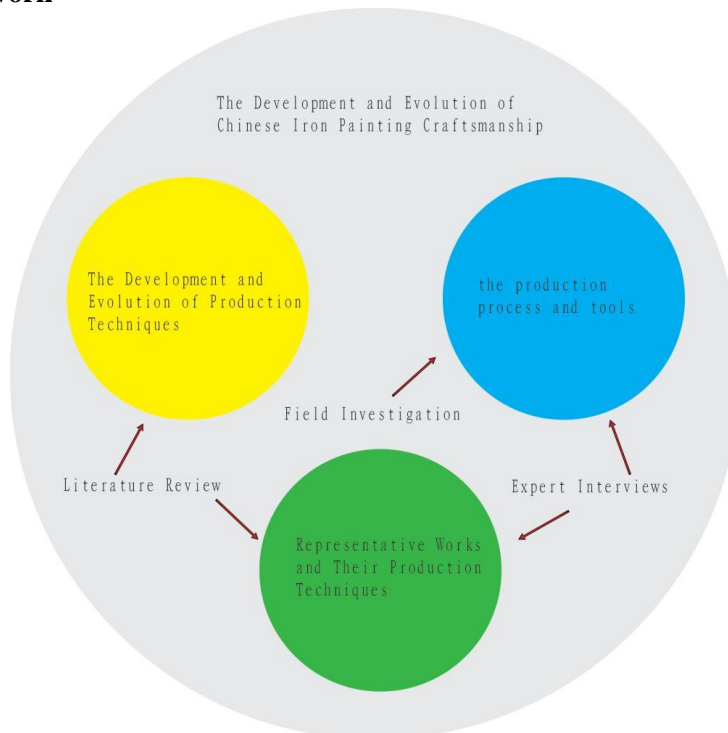 The Development and Evolution of
Chinese Iron Painting Craftsmanship
The Development and
Evolution of Production
Techniques
the production
process and tools
Field Investigation
Literature Review
Expert Interviews
Representative Works
and Their Production
Techniques